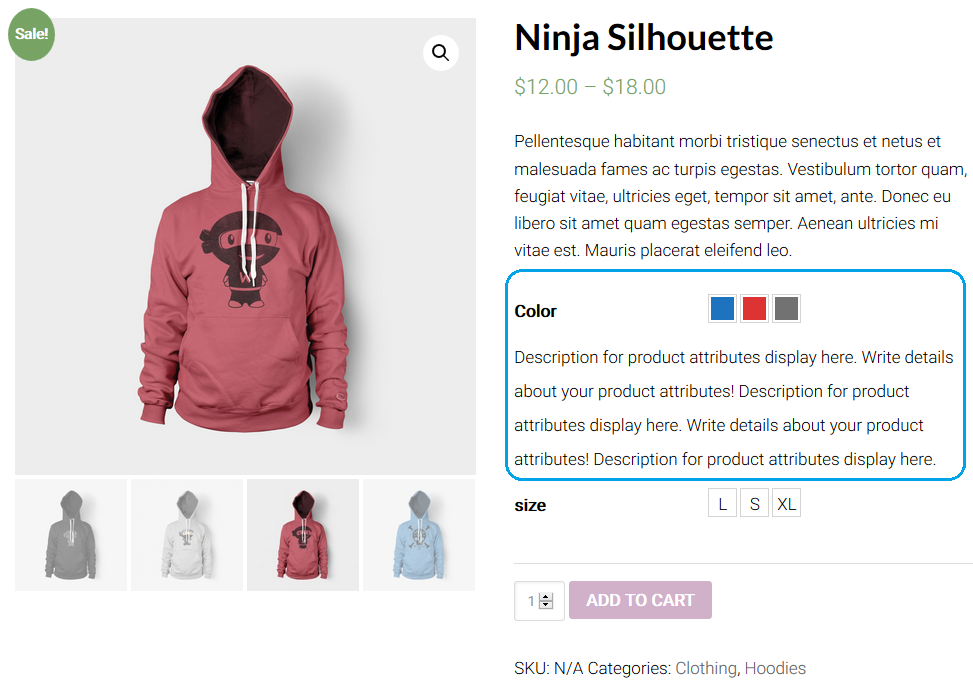 Sale!
Ninja Silhouette
$12.00 – $18.00
Pellentesque habitant morbi tristique senectus et netus et
malesuada fames ac turpis egestas. Vestibulum tortor quam,
feugiat vitae, ultricies eget, tempor sit amet, ante. Donec eu
libero sit amet quam egestas semper. Aenean ultricies mi
vitae est. Mauris placerat eleifend leo.
Color
Description for product attributes display here. Write details
about your product attributes! Description for product
attributes display here. Write details about your product
attributes! Description for product attributes display here.
size L S XL
1 ADD TO CART
SKU: N/A Categories: Clothing, Hoodies